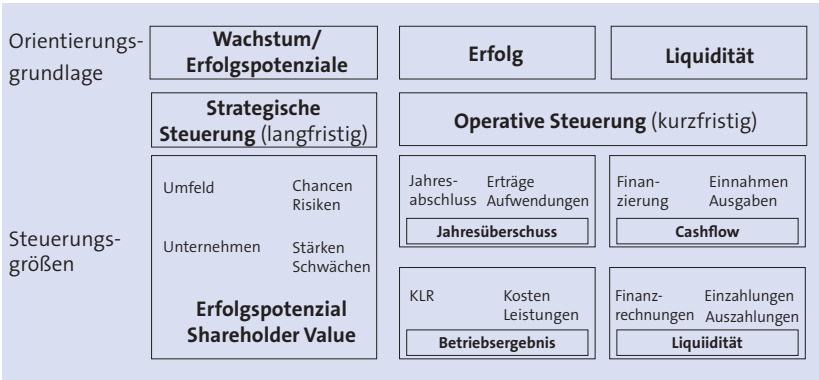 Orientierungs-
grundlage
Wachstum/
Erfolgspotenziale
Erfolg
Liquidität
Strategische
Steuerung (langfristig)
Operative Steuerung (kurzfristig)
Steuerungs-
größen
Umfeld
Chancen
Risiken
Unternehmen
Stärken
Schwächen
Erfolgspotenzial
Shareholder Value
Jahres-
abschluss
Erträge
Aufwendungen
Jahresüberschuss
Finan-
zierung
Einnahmen
Ausgaben
Cashflow
KLR
Kosten
Leistungen
Betriebsergebnis
Finanz-
rechnungen
Einzahlungen
Auszahlungen
Liquiidität